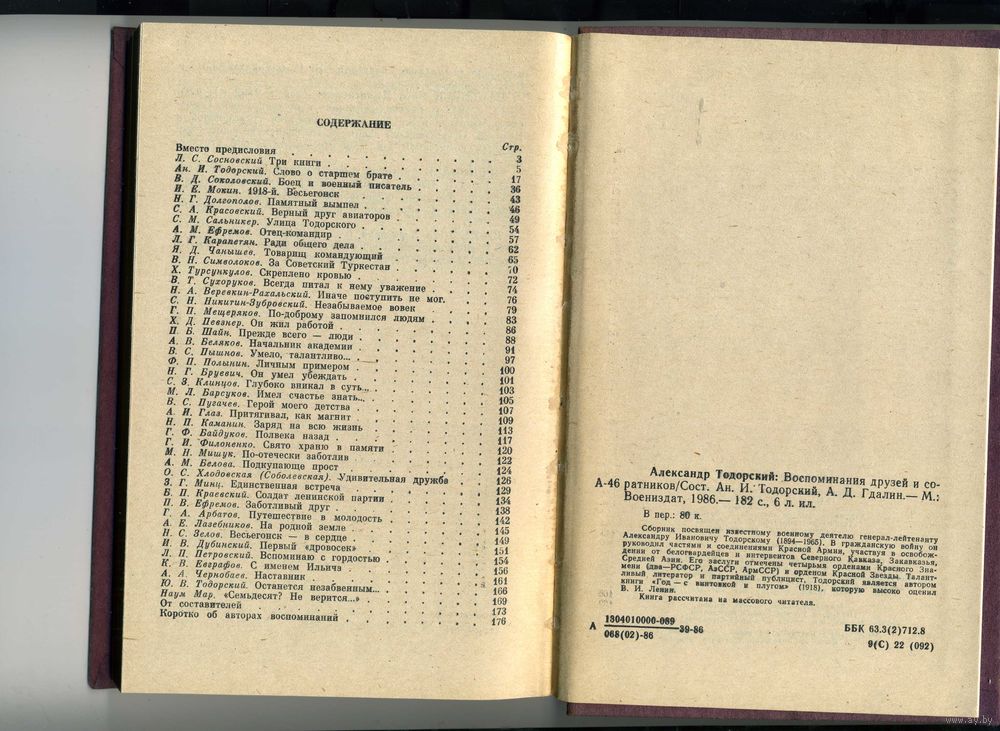 СОДЕРЖАНИЕ
Стр.
Вместо предисловия 3
Л. С. Сосновский Три книги 5
Ан. И. Тодорский. Слово о старшем брате 17
В. Д. Соколовский. Боец и военный писатель 36
И. Е. Мокин. 1918-й. Весьегонск 43
Н. Г. Долгополов. Памятный вымпел 46
С. А. Красовский. Верный друг авиаторов 49
С. М. Сальникер. Улица Тодорского 54
А. М. Ефремов. Отец-командир 57
Л. Г. Карапетян. Ради общего дела 62
Я. Д. Чанышев. Товарищ командующий 65
В. Н. Символоков. За Советский Туркестан 70
Х. Турсункулов. Скреплено кровью 72
В. Т. Сухоруков. Всегда питал к нему уважение 74
Н. А. Веревкин-Рахальский. Иначе поступить не мог. 76
С. Н. Никитин-Зубровский. Незабываемое вовек 79
Г. П. Мещеряков. По-доброму запомнился людям 83
Х. Д. Певзнер. Он жил работой 86
П. Б. Шайн. Прежде всего — люди 88
А. В. Беляков. Начальник академии 91
В. С. Пышнов. Умело, талантливо... 97
Ф. П. Полынин. Личным примером 100
Н. Г. Бруевич. Он умел убеждать 101
С. З. Клинцов. Глубоко вникал в суть... 103
М. Л. Барсуков. Имел счастье знать... 105
В. С. Пугачев. Герой моего детства 107
А. И. Глаз. Притягивал, как магнит 109
Н. П. Каманин. Заряд на всю жизнь 113
Г. Ф. Байдуков. Полвека назад 117
Г. И. Филоненко. Свято храню в памяти 120
М. Н. Мишук. По-отечески заботлив 122
А. М. Белова. Подкупающе прост 124
О. С. Хлодовская (Соболевская). Удивительная дружба 126
З. Г. Минц. Единственная встреча 129
Б. П. Краевский. Солдат ленинской партии 134
П. В. Ефремов. Заботливый друг 138
Г. А. Арбатов. Путешествие в молодость 142
А. Е. Лазебников. На родной земле 145
Н. С. Зелов. Весьегонск — в сердце 149
И. В. Дубинский. Первый «дровосек» 151
Л. П. Петровский. Вспоминаю с гордостью 154
К. В. Евграфов. С именем Ильича 156
А. А. Чернобаев. Наставник 161
Ю. В. Тодорский. Останется незабвенным... 166
Наум Мар. «Семьдесят? Не верится...» 169
От составителей 173
Коротко об авторах воспоминаний 176
Александр Тодорский: Воспоминания друзей и со-
А-46 ратников/Сост. Ан. И. Тодорский, А. Д. Гдалин.— М.:
Воениздат, 1986.— 182 с., 6 л. ил.
В пер.: 80 к.
Сборник посвящен известному военному деятелю генерал-лейтенанту
Александру Ивановичу Тодорскому (1894—1965). В гражданскую войну он
руководил частями и соединениями Красной Армии, участвуя в освобож-
дении от белогвардейцев и интервентов Северного Кавказа, Закавказья,
Средней Азии. Его заслуги отмечены четырьмя орденами Красного Зна-
мени (два—РСФСР, АзССР, АрмССР) и орденом Красной Звезды. Талант-
ливый литератор и партийный публицист, Тодорский является автором
книги «Год — с винтовкой и плугом» (1918), которую высоко оценил
В. И. Ленин.
Книга рассчитана на массового читателя.
1304010000-089
А 39-86
068(02)-86
ББК 63.3(2)712.8
9(С) 22 (092)
www.ay.by